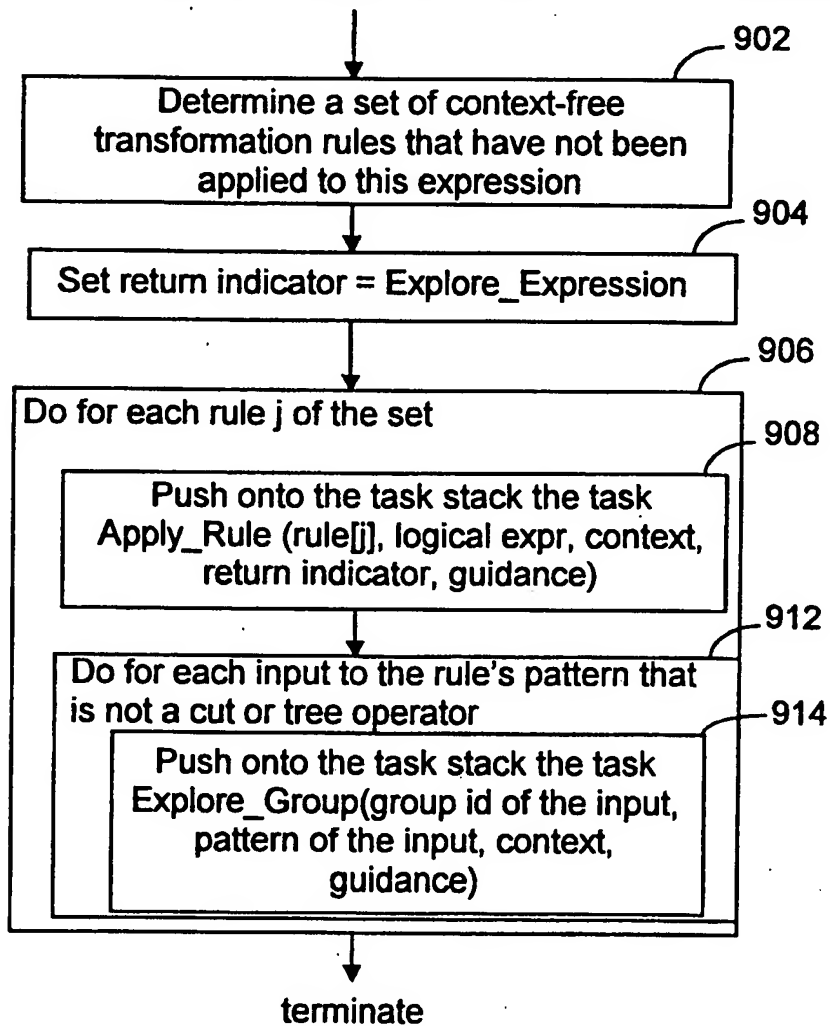 902
Determine a set of context-free
transformation rules that have not been
applied to this expression
904
Set return indicator = Explore_Expression
906
Do for each rule j of the set
908
Push onto the task stack the task
Apply_Rule (rule[j], logical expr, context,
return indicator, guidance)
912
Do for each input to the rule's pattern that
is not a cut or tree operator
914
Push onto the task stack the task
Explore_Group(group id of the input,
pattern of the input, context,
guidance)
terminate